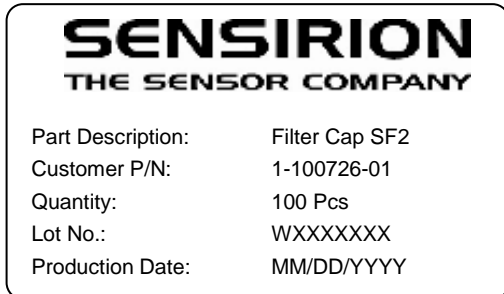 SENSIRION
THE SENSOR COMPANY
Part Description: Filter Cap SF2
Customer P/N: 1-100726-01
Quantity: 100 Pcs
Lot No.: WXXXXXXX
Production Date: MM/DD/YYYY